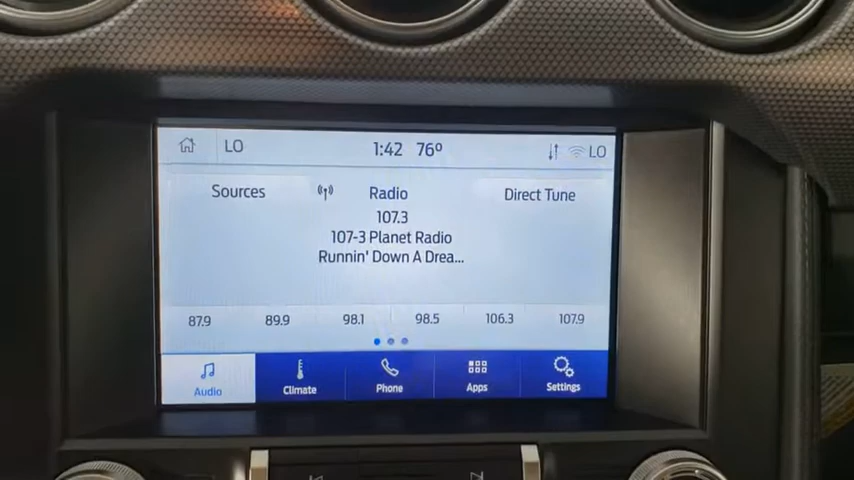 LO 1:42 76° LO
Sources Radio Direct Tune
107.3
107-3 Planet Radio
Runnin' Down A Drea...
87.9 89.9 98.1 98.5 106.3 107.9
Audio Climate Phone Apps Settings